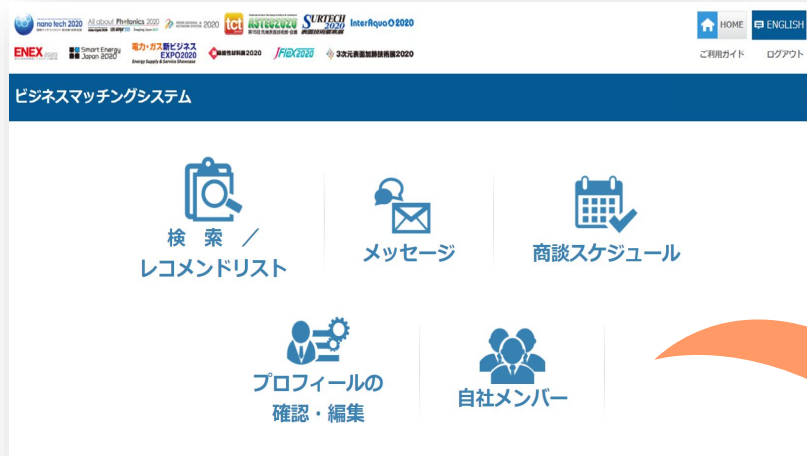 nano tech 2020 All about Photonics 2020 2020 tct ASTEC2020 SURTECH 2020 InterAqua 2020
ENEX Smart Energy Japan 2020 電力・ガス新ビジネス EXPO2020 2020 JFlex2020 3次元表面加飾技術展2020
Energy Supply & Service Showcase
HOME ENGLISH
ご利用ガイド ログアウト
ビジネスマッチングシステム
検 索 ／
レコメンドリスト
メッセージ
商談スケジュール
プロフィールの
確認・編集
自社メンバー